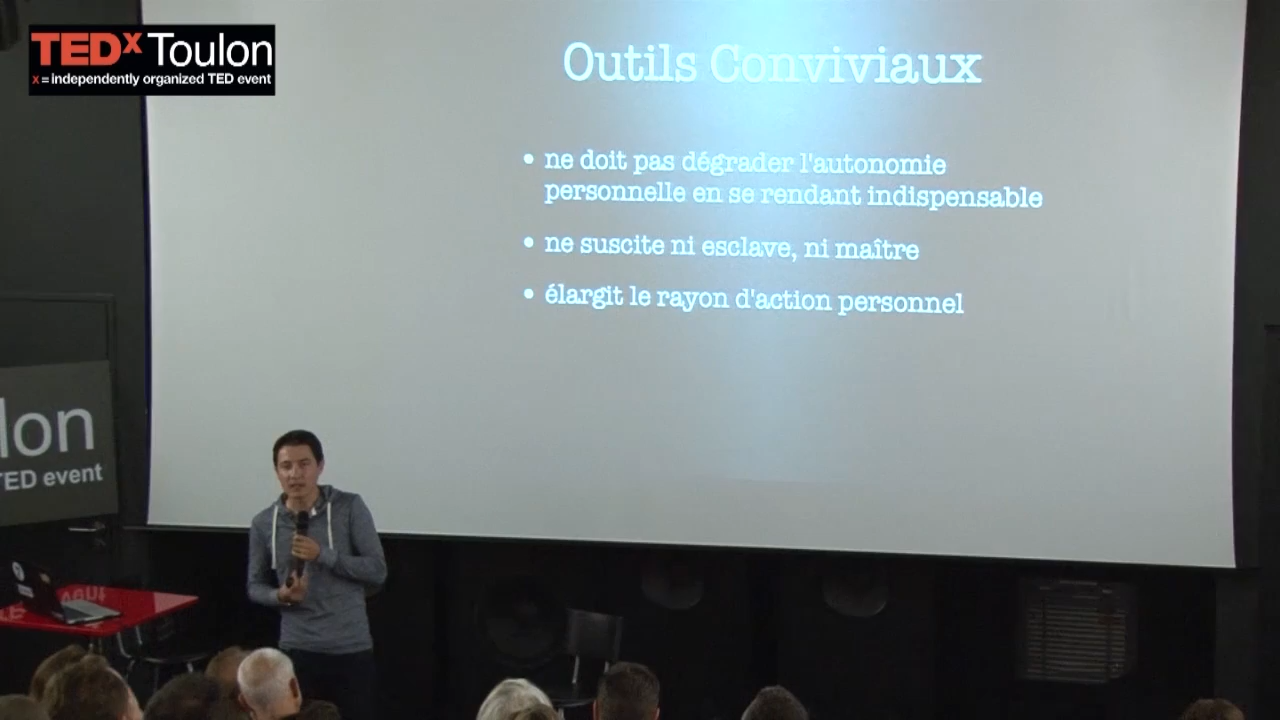 TEDx Toulon
x = independently organized TED event
Outils Conviviaux
• ne doit pas dégrader l'autonomie
personnelle en se rendant indispensable
• ne suscite ni esclave, ni maître
• élargit le rayon d'action personnel
lon
TED event